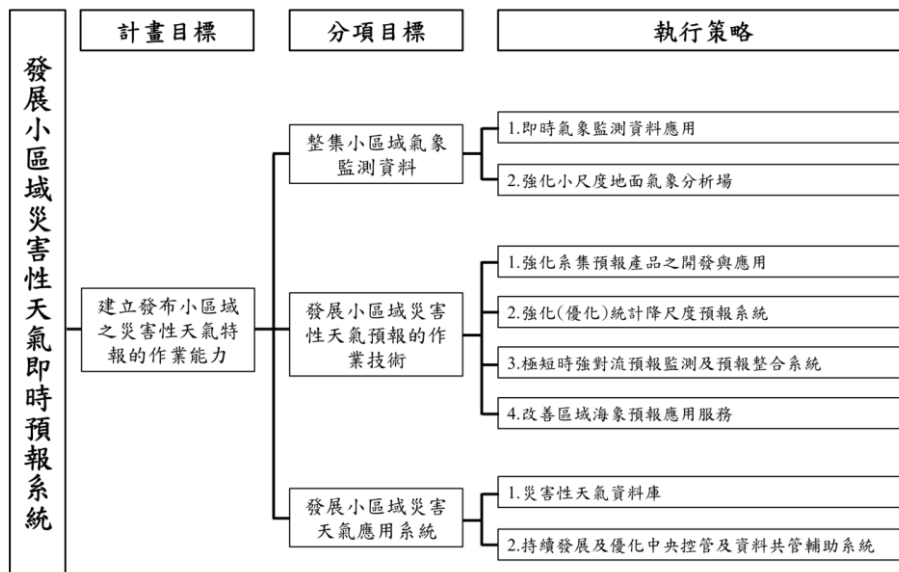 發展小區域災害性天氣即時預報系統
計畫目標
分項目標
執行策略
建立發布小區域
之災害性天氣特
報的作業能力
整集小區域氣象
監測資料
1.即時氣象監測資料應用
2.強化小尺度地面氣象分析場
發展小區域災害
性天氣預報的作
業技術
1.強化系集預報產品之開發與應用
2.強化(優化)統計降尺度預報系統
3.極短時強對流預報監測及預報整合系統
4.改善區域海象預報應用服務
發展小區域災害
天氣應用系統
1.災害性天氣資料庫
2.持續發展及優化中央控管及資料共管輔助系統